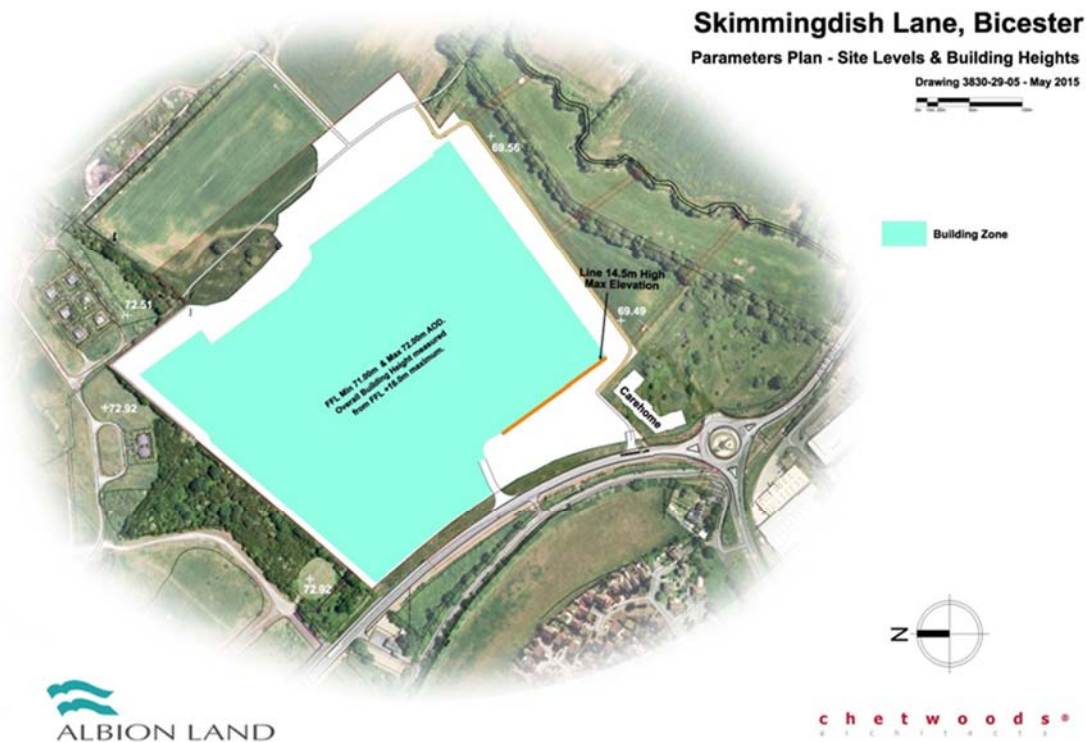 Skimmingdish Lane, Bicester
Parameters Plan - Site Levels & Building Heights
Drawing 3830-29-05 - May 2015
69.56
Building Zone
Line 14.5m High
Max Elevation
72.51
69.49
FFL Min 71.00m & Max 72.00m AOD.
Overall Building Height measured
from FFL +18.0m maximum.
Carehome
72.92
72.92
N
ALBION LAND
chetwoods®
architects